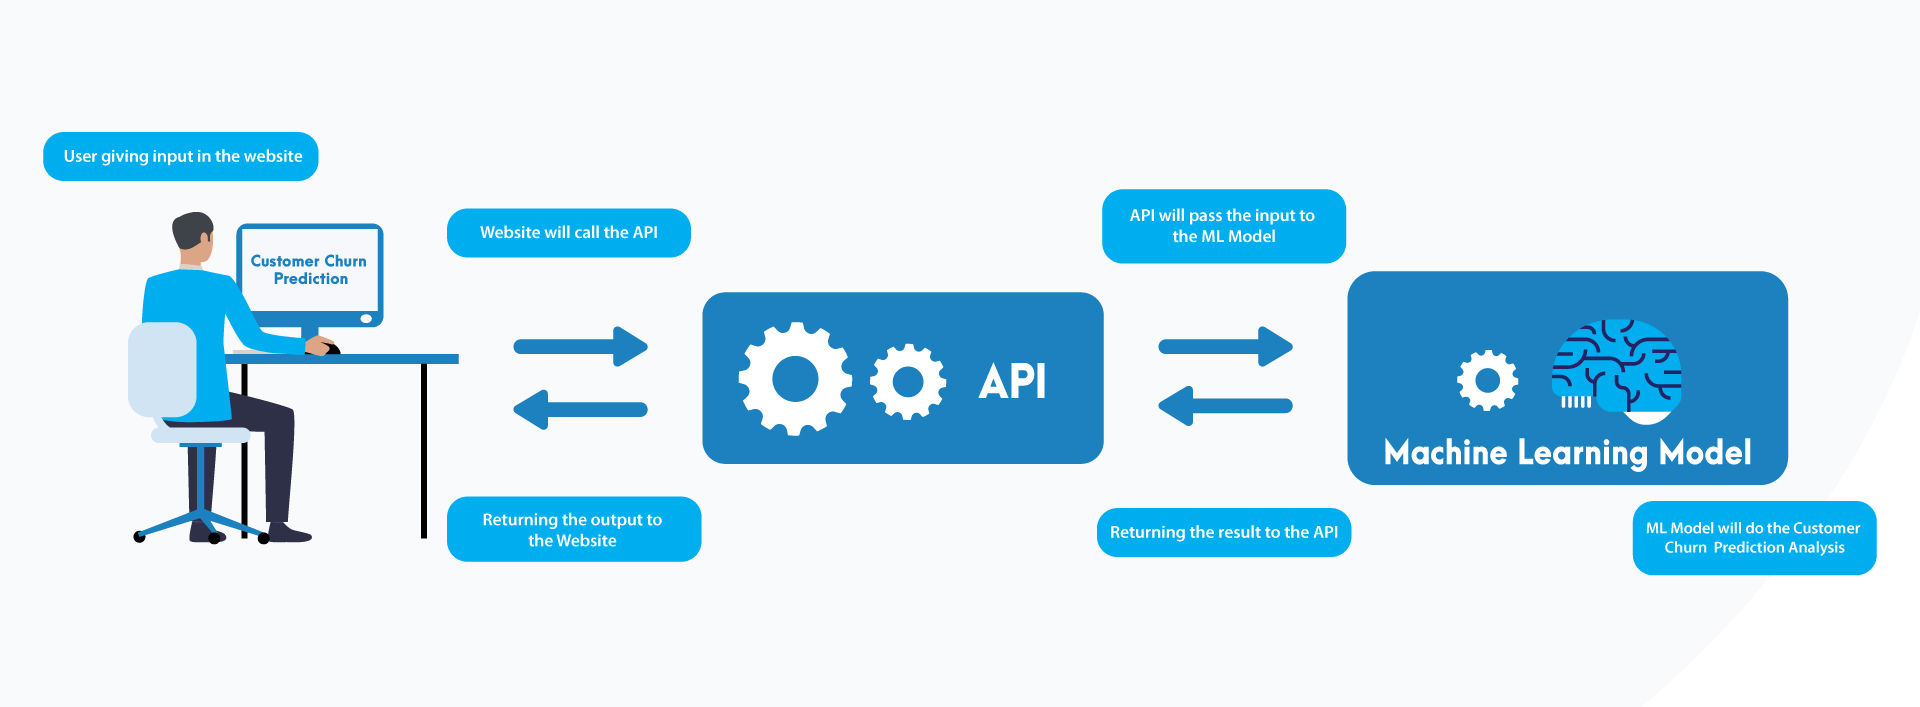 User giving input in the website
Customer Churn
Prediction
Website will call the API
Returning the output to
the Website
API
API will pass the input to
the ML Model
Returning the result to the API
Machine Learning Model
ML Model will do the Customer
Churn Prediction Analysis